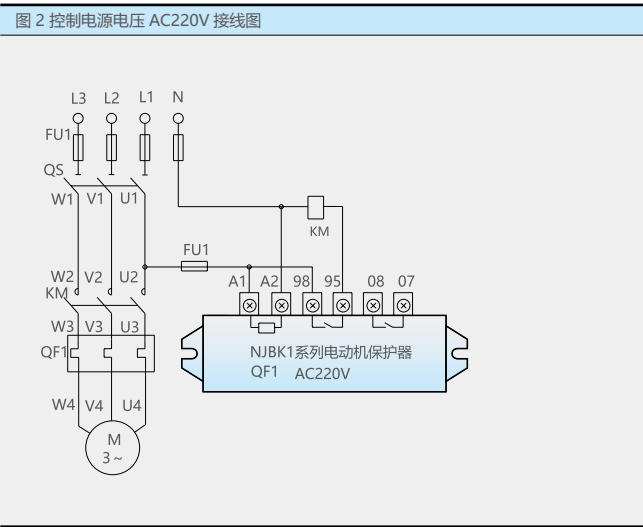 图 2 控制电源电压 AC220V 接线图
L3 L2 L1 N
FU1
QS
W1 V1 U1
KM
FU1
W2 V2 U2
A1 A2 98 95 08 07
KM
W3 V3 U3
QF1
NJBK1系列电动机保护器
QF1 AC220V
W4 V4 U4
M
3～